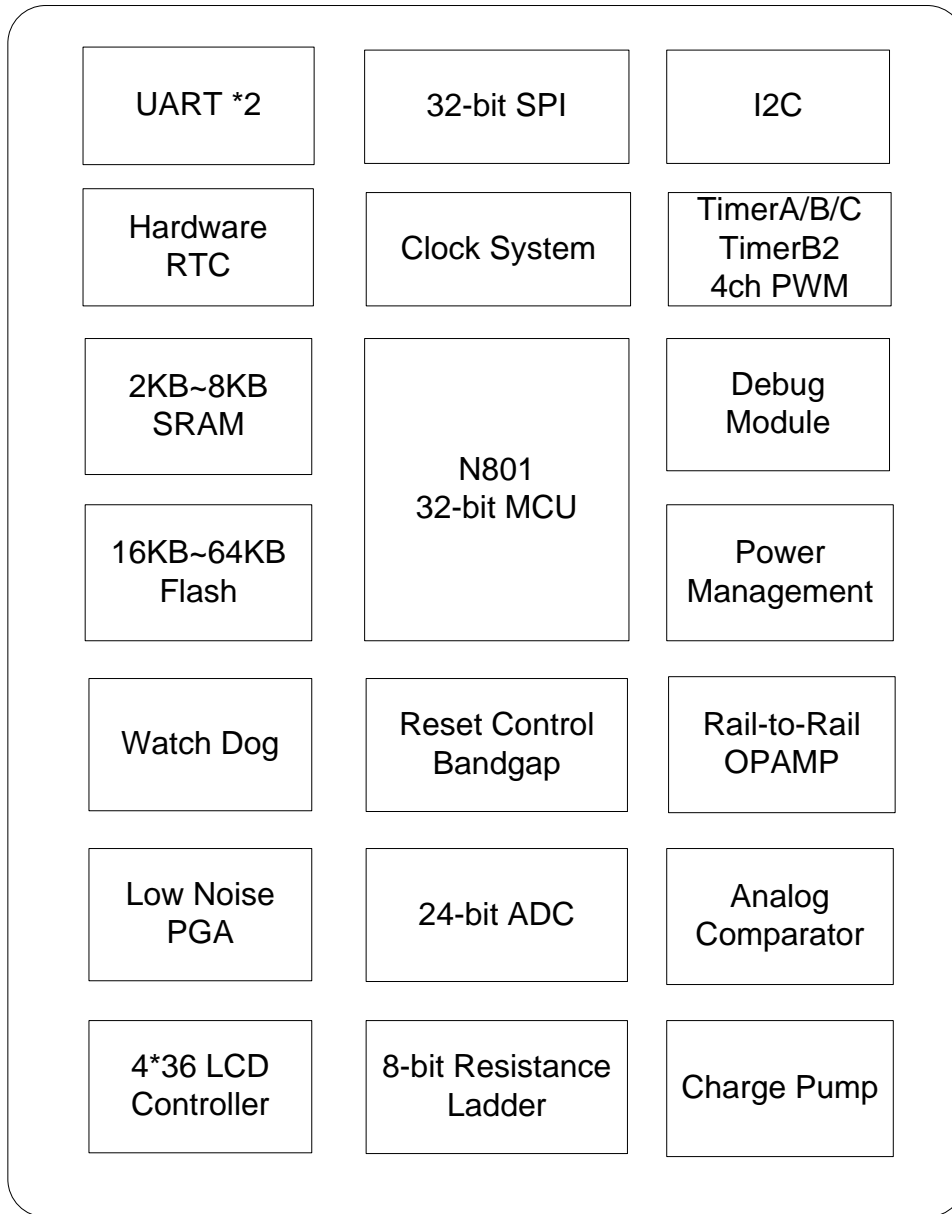 UART *2
32-bit SPI
I2C
Hardware
RTC
Clock System
TimerA/B/C
TimerB2
4ch PWM
2KB~8KB
SRAM
N801
32-bit MCU
Debug
Module
16KB~64KB
Flash
Power
Management
Watch Dog
Reset Control
Bandgap
Rail-to-Rail
OPAMP
Low Noise
PGA
24-bit ADC
Analog
Comparator
4*36 LCD
Controller
8-bit Resistance
Ladder
Charge Pump